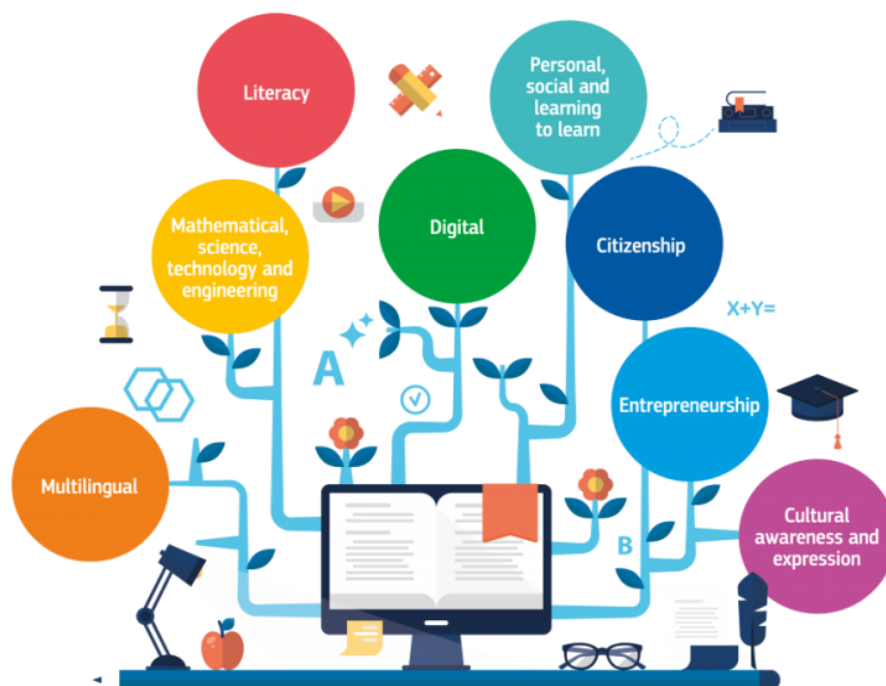 Literacy
Personal,
social and
learning
to learn
Mathematical,
science,
technology and
engineering
Digital
Citizenship
X+Y=
A
Entrepreneurship
Multilingual
Cultural
awareness and
expression
B